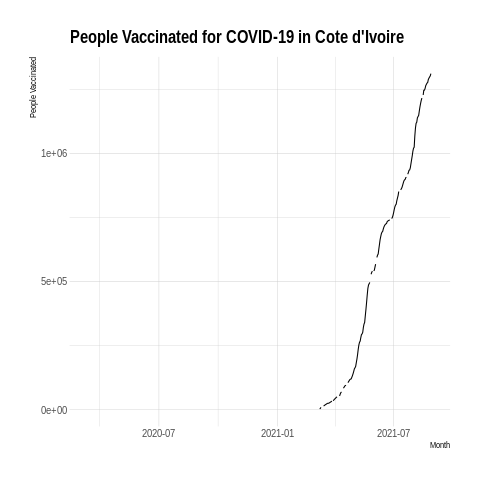 People Vaccinated for COVID-19 in Cote d'Ivoire
People Vaccinated
1e+06
5e+05
0e+00
2020-07
2021-01
2021-07
Month